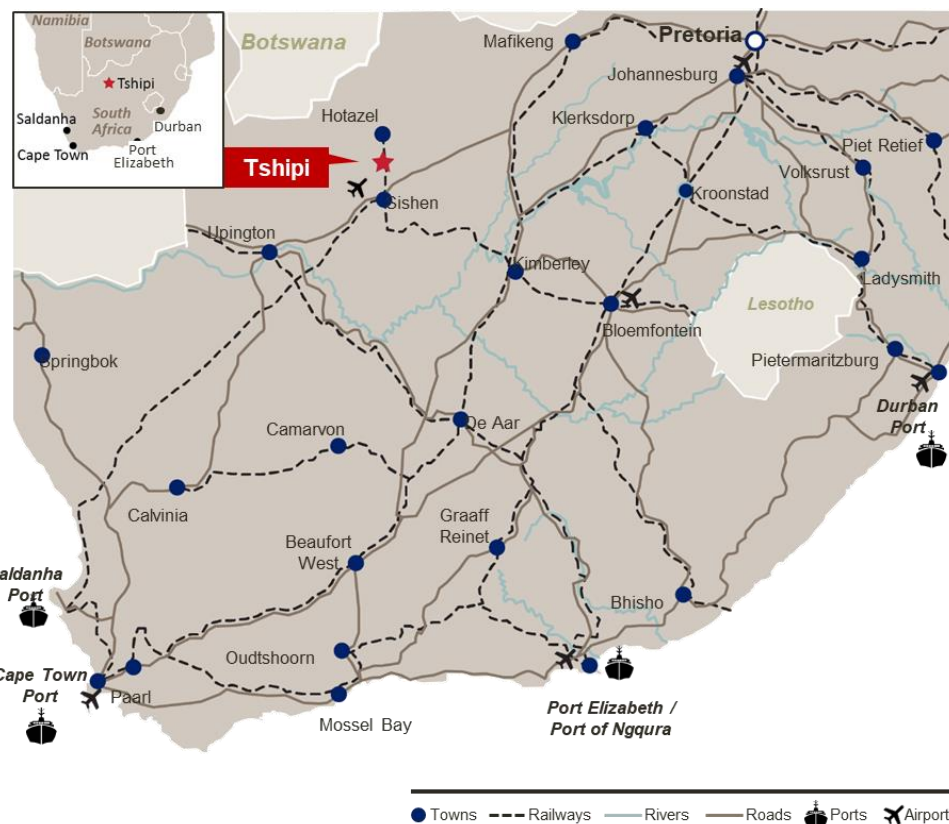 Namibia
Botswana
Tshipi
South
Africa
Saldanha
Durban
Cape Town
Port
Elizabeth
Botswana
Mafikeng
Pretoria
Johannesburg
Hotazel
Klerksdorp
Piet Retief
Tshipi
Volksrust
Sishen
Kroonstad
Upington
Kimberley
Ladysmith
Lesotho
Bloemfontein
Springbok
Pietermaritzburg
Durban
Port
De Aar
Camarvon
Calvinia
Graaff
Reinet
Beaufort
West
aldanha
Port
Bhisho
Oudtshoorn
Cape Town
Port
Paarl
Mossel Bay
Port Elizabeth /
Port of Ngqura
Towns Railways Rivers Roads Ports Airport